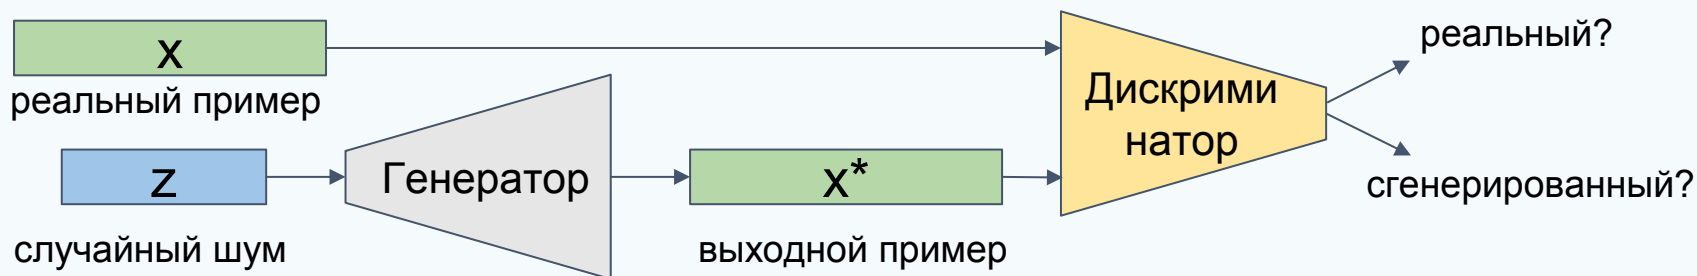 x
реальный пример
z
случайный шум
Генератор
x*
выходной пример
Дискрими
натор
реальный?
сгенерированный?